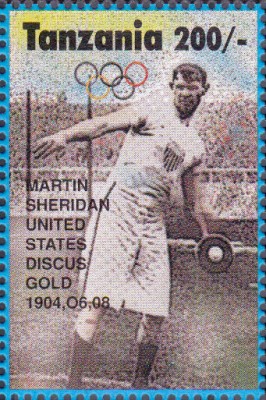 Tanzania 200/-
MARTIN
SHERIDAN
UNITED
STATES
DISCUS
GOLD
1904,O6,08